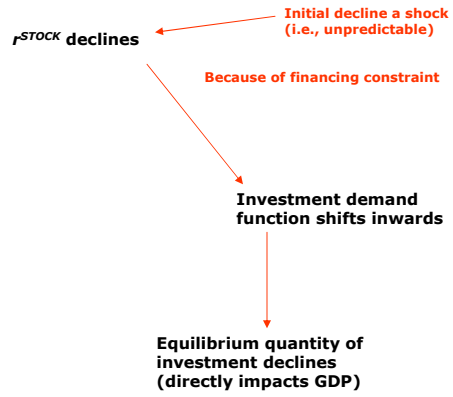 Initial decline a shock
(i.e., unpredictable)
r^STOCK declines
Because of financing constraint
Investment demand
function shifts inwards
Equilibrium quantity of
investment declines
(directly impacts GDP)